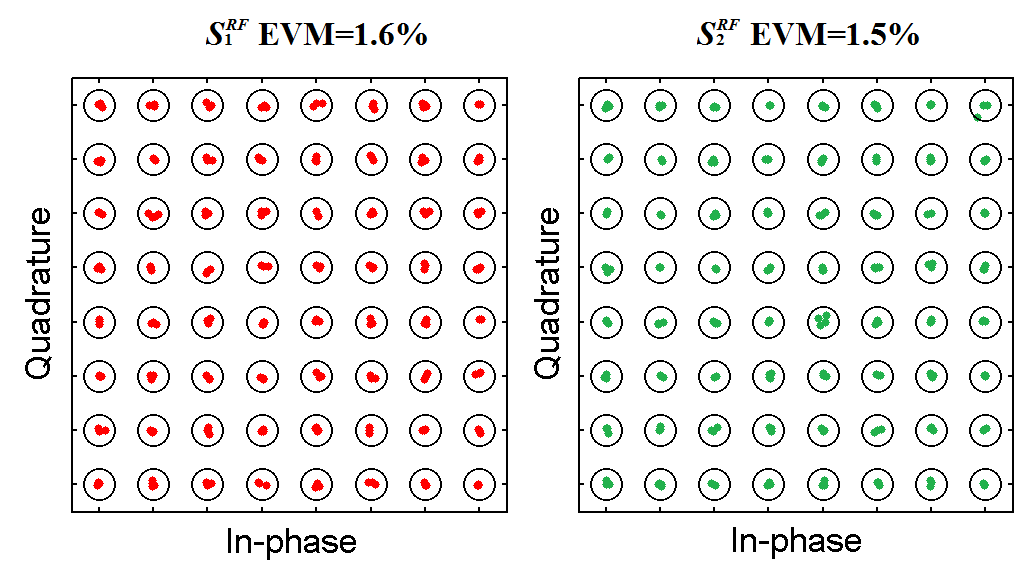 S₁ᴿᶠ EVM=1.6%
S₂ᴿᶠ EVM=1.5%
Quadrature
In-phase
Quadrature
In-phase